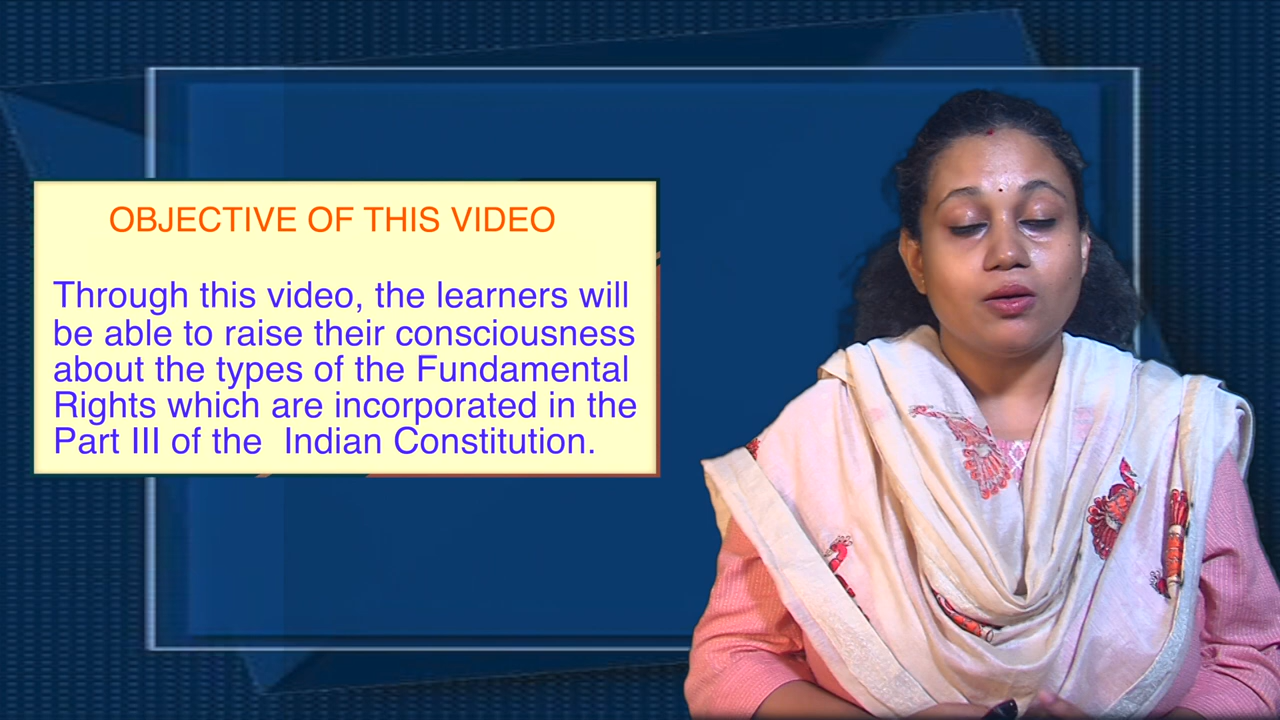 OBJECTIVE OF THIS VIDEO
Through this video, the learners will
be able to raise their consciousness
about the types of the Fundamental
Rights which are incorporated in the
Part III of the  Indian Constitution.